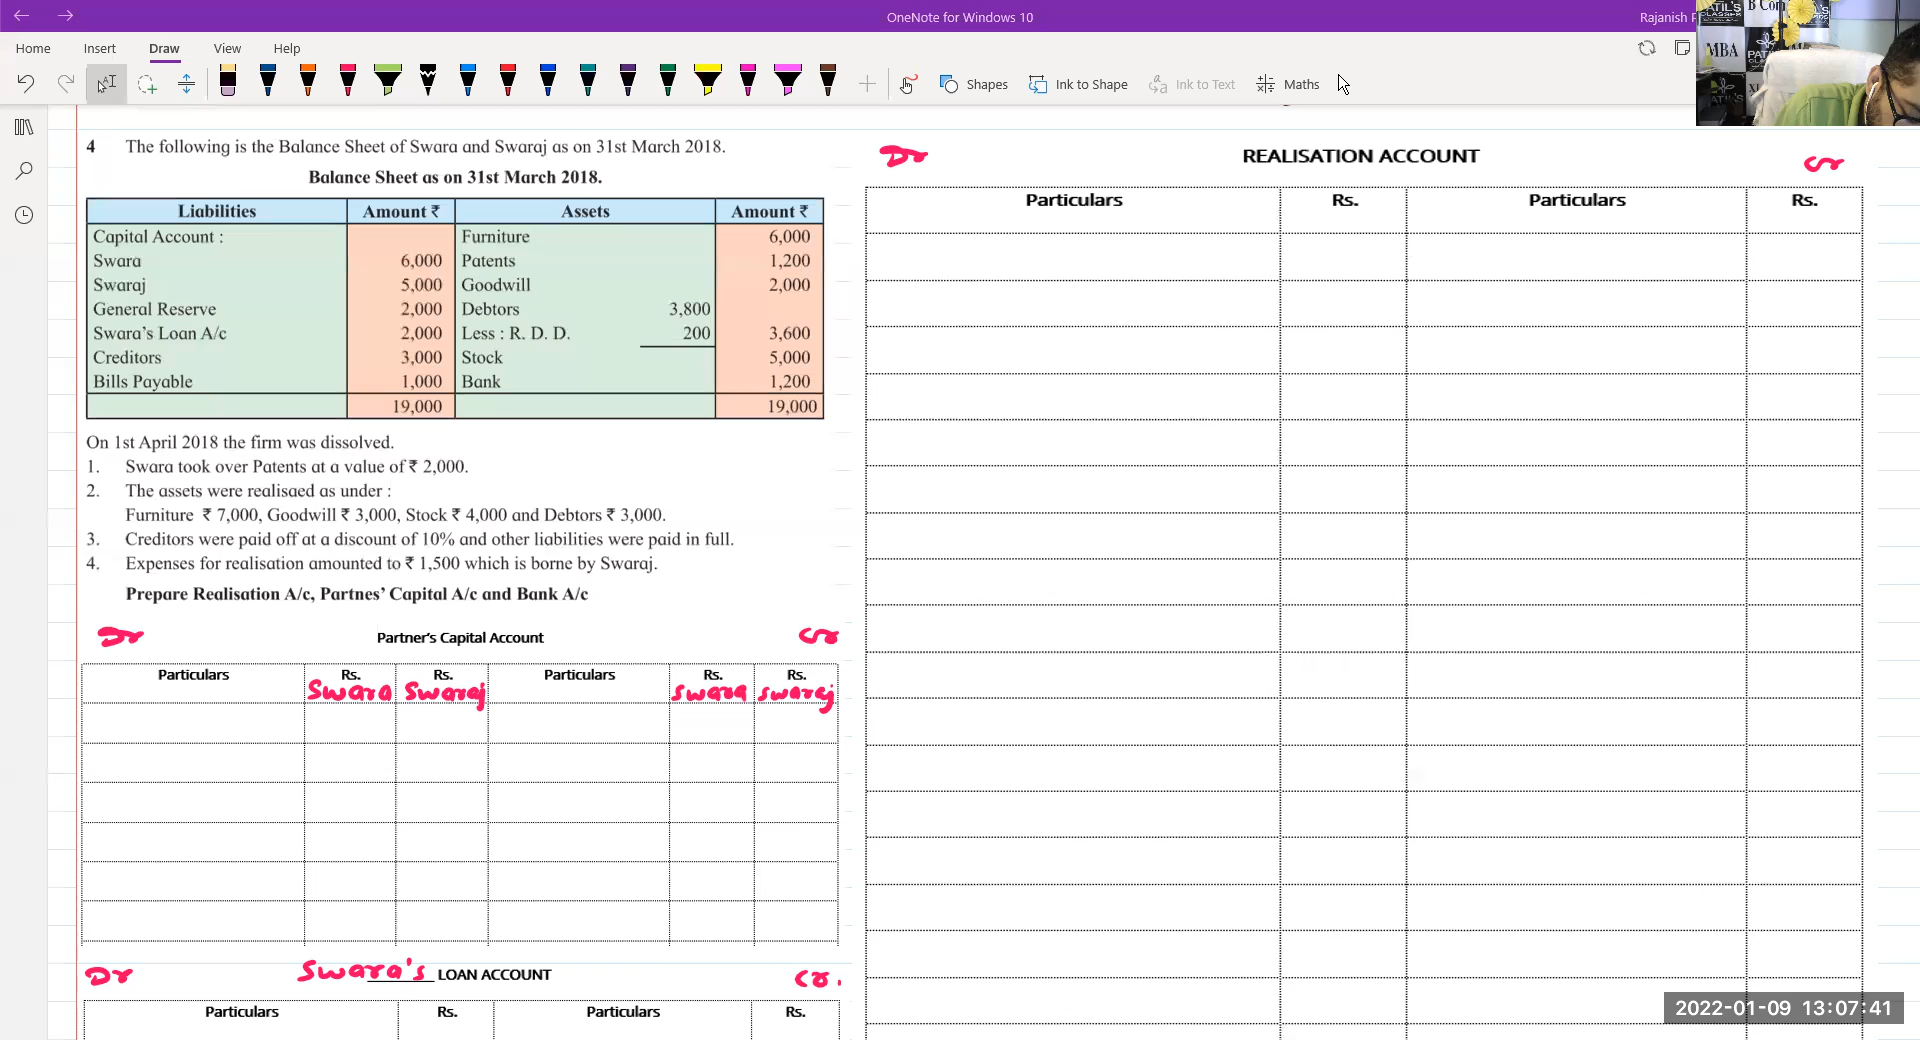 OneNote for Windows 10
Rajanish
Home Insert Draw View Help
Shapes Ink to Shape Ink to Text Maths
MBA
B Com
4 The following is the Balance Sheet of Swara and Swaraj as on 31st March 2018.
Balance Sheet as on 31st March 2018.
Liabilities Amount ₹ Assets Amount ₹
Capital Account : Furniture 6,000
Swara 6,000 Patents 1,200
Swaraj 5,000 Goodwill 2,000
General Reserve 2,000 Debtors 3,800
Swara's Loan A/c 2,000 Less : R. D. D. 200 3,600
Creditors 3,000 Stock 5,000
Bills Payable 1,000 Bank 1,200
19,000 19,000
On 1st April 2018 the firm was dissolved.
1. Swara took over Patents at a value of ₹ 2,000.
2. The assets were realisaed as under :
Furniture ₹ 7,000, Goodwill ₹ 3,000, Stock ₹ 4,000 and Debtors ₹ 3,000.
3. Creditors were paid off at a discount of 10% and other liabilities were paid in full.
4. Expenses for realisation amounted to ₹ 1,500 which is borne by Swaraj.
Prepare Realisation A/c, Partnes' Capital A/c and Bank A/c
Dr Partner's Capital Account Cr
Particulars Rs. Rs. Particulars Rs. Rs.
Swara Swaraj Swara Swaraj
Dr Swara's LOAN ACCOUNT Cr.
Particulars Rs. Particulars Rs.
Dr REALISATION ACCOUNT Cr
Particulars Rs. Particulars Rs.
2022-01-09 13:07:41